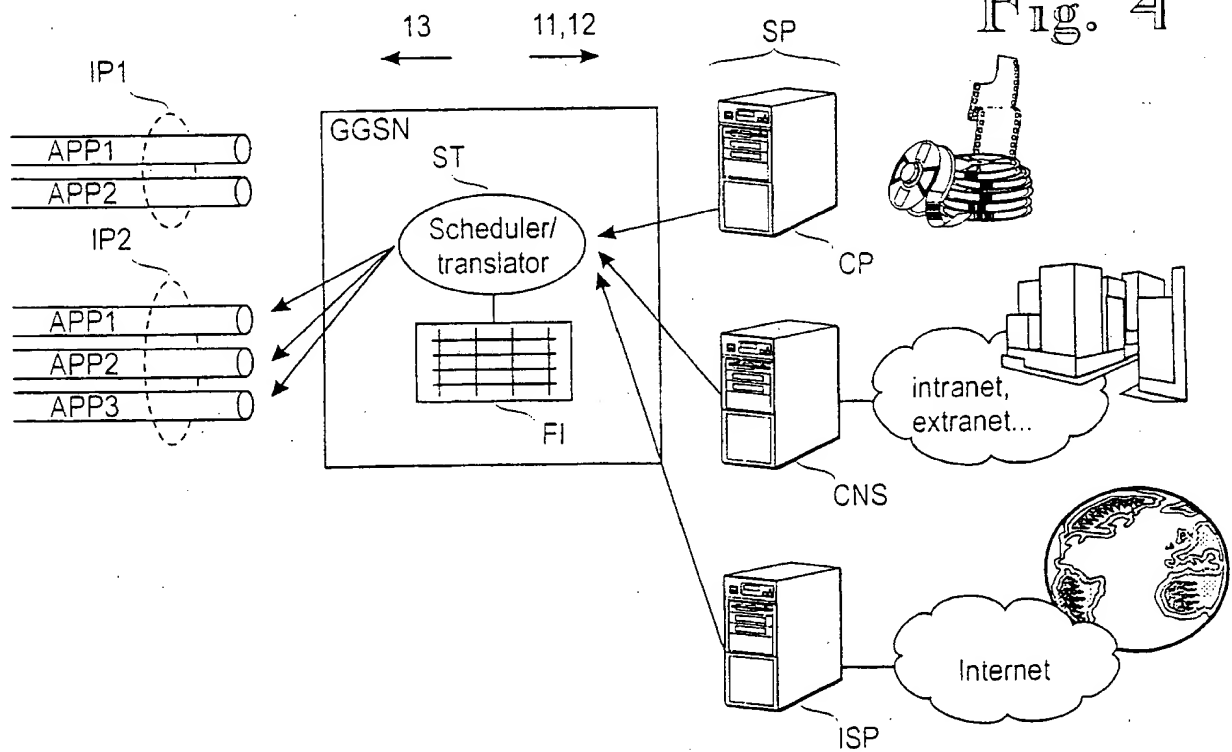 Fig. 4
13
11,12
SP
IP1
APP1
APP2
IP2
APP1
APP2
APP3
GGSN
ST
Scheduler/
translator
FI
CP
intranet,
extranet...
CNS
Internet
ISP